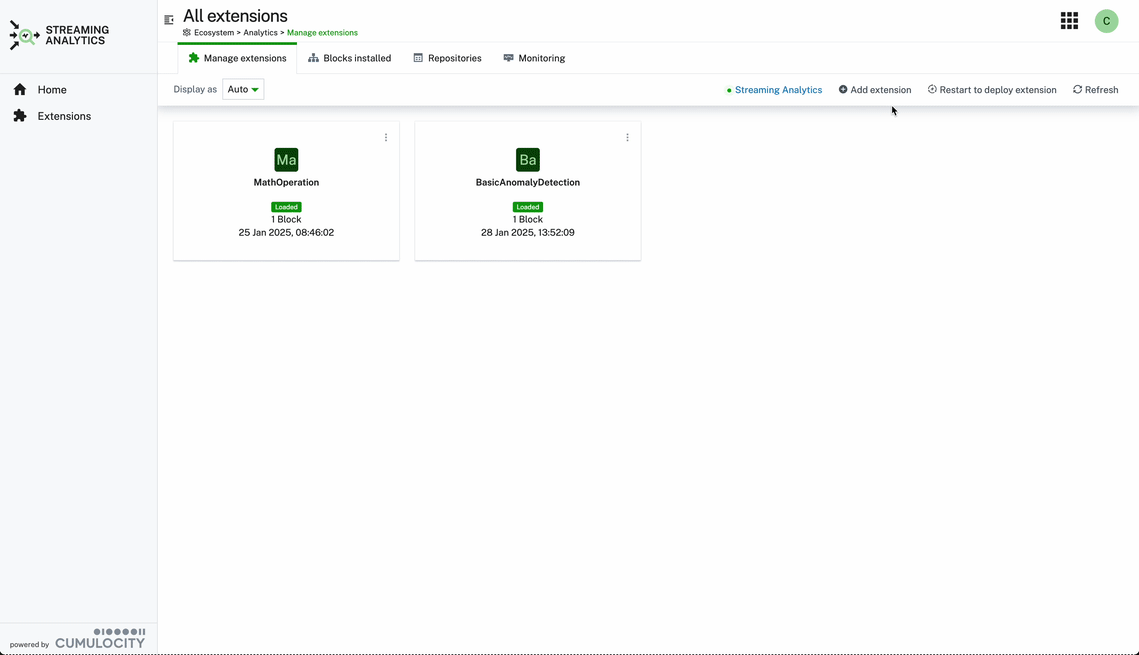 STREAMING
ANALYTICS
Home
Extensions
powered by CUMULOCITY
All extensions
Ecosystem > Analytics > Manage extensions
C
Manage extensions
Blocks installed
Repositories
Monitoring
Display as
Auto
Streaming Analytics
Add extension
Restart to deploy extension
Refresh
Ma
MathOperation
Loaded
1 Block
25 Jan 2025, 08:46:02
Ba
BasicAnomalyDetection
Loaded
1 Block
28 Jan 2025, 13:52:09